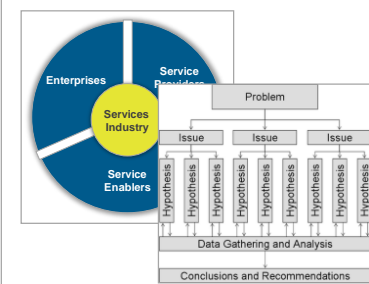 Enterprises
Service
Providers
Services
Industry
Service
Enablers
Problem
Issue
Issue
Issue
Hypothesis
Hypothesis
Hypothesis
Hypothesis
Hypothesis
Hypothesis
Hypothesis
Hypothesis
Hypothesis
Data Gathering and Analysis
Conclusions and Recommendations